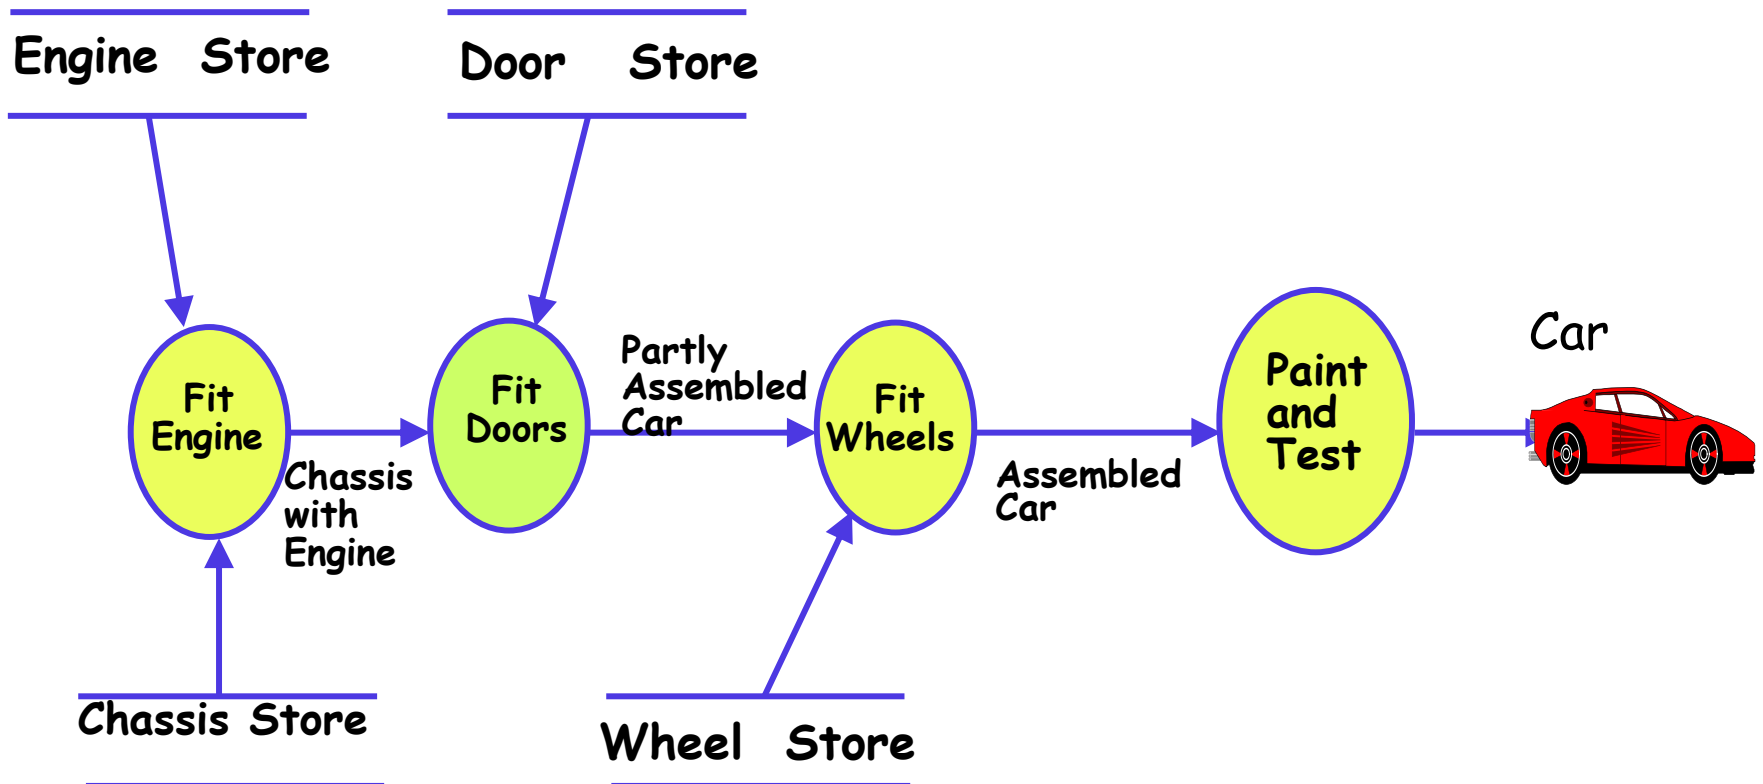 Engine Store
Door Store
Fit
Engine
Chassis
with
Engine
Fit
Doors
Partly
Assembled
Car
Fit
Wheels
Assembled
Car
Paint
and
Test
Car
Chassis Store
Wheel Store